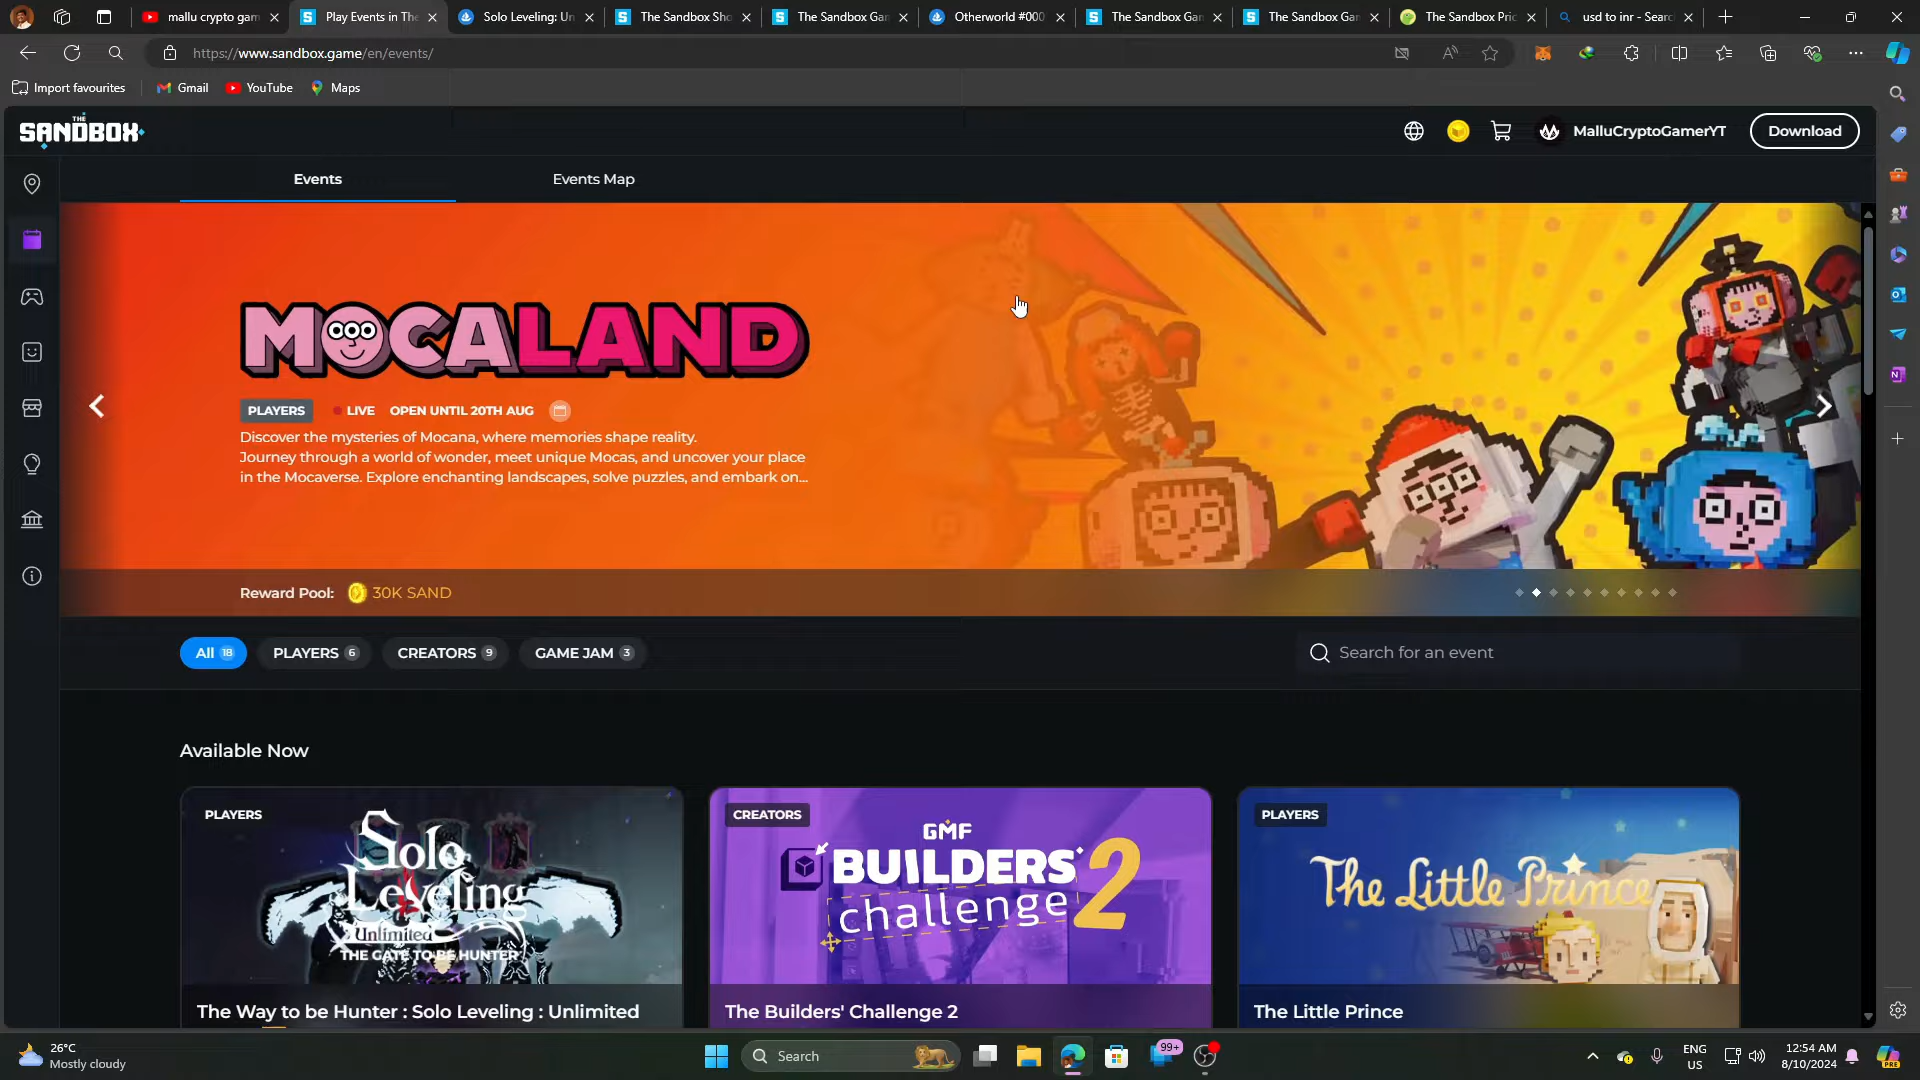 mallu crypto gam
Play Events in The
Solo Leveling: Un
The Sandbox Sho
The Sandbox Gar
Otherworld #000
The Sandbox Gar
The Sandbox Gar
The Sandbox Pric
usd to inr - Searc
https://www.sandbox.game/en/events/
Import favourites
Gmail
YouTube
Maps
THE
SANDBOX
MalluCryptoGamerYT
Download
Events
Events Map
MOCALAND
PLAYERS
LIVE
OPEN UNTIL 20TH AUG
Discover the mysteries of Mocana, where memories shape reality.
Journey through a world of wonder, meet unique Mocas, and uncover your place
in the Mocaverse. Explore enchanting landscapes, solve puzzles, and embark on...
Reward Pool:
30K SAND
All 18
PLAYERS 6
CREATORS 9
GAME JAM 3
Search for an event
Available Now
PLAYERS
Solo
Leveling
Unlimited
THE GATE TO BE HUNTER
The Way to be Hunter : Solo Leveling : Unlimited
CREATORS
GMF
BUILDERS'
challenge 2
The Builders' Challenge 2
PLAYERS
The Little Prince
The Little Prince
26°C
Mostly cloudy
Search
99+
ENG
US
12:54 AM
8/10/2024
PRE